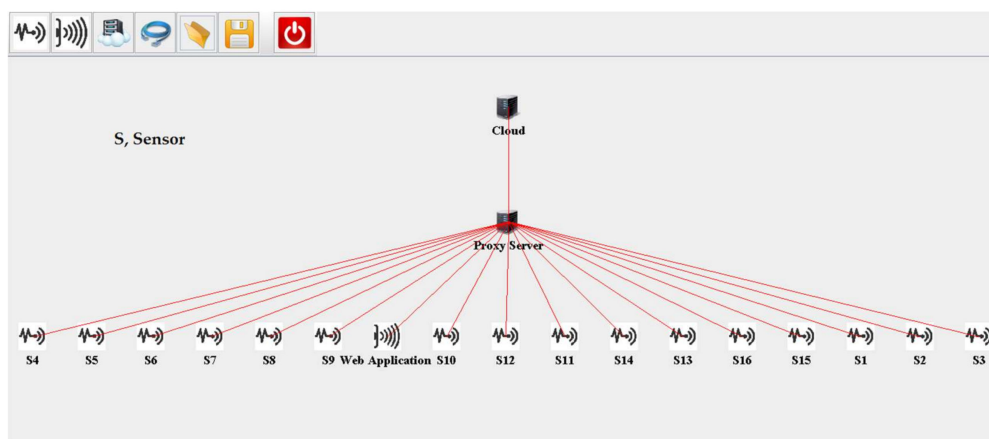 Cloud
S, Sensor
Proxy Server
S4 S5 S6 S7 S8 S9 Web Application S10 S12 S11 S14 S13 S16 S15 S1 S2 S3